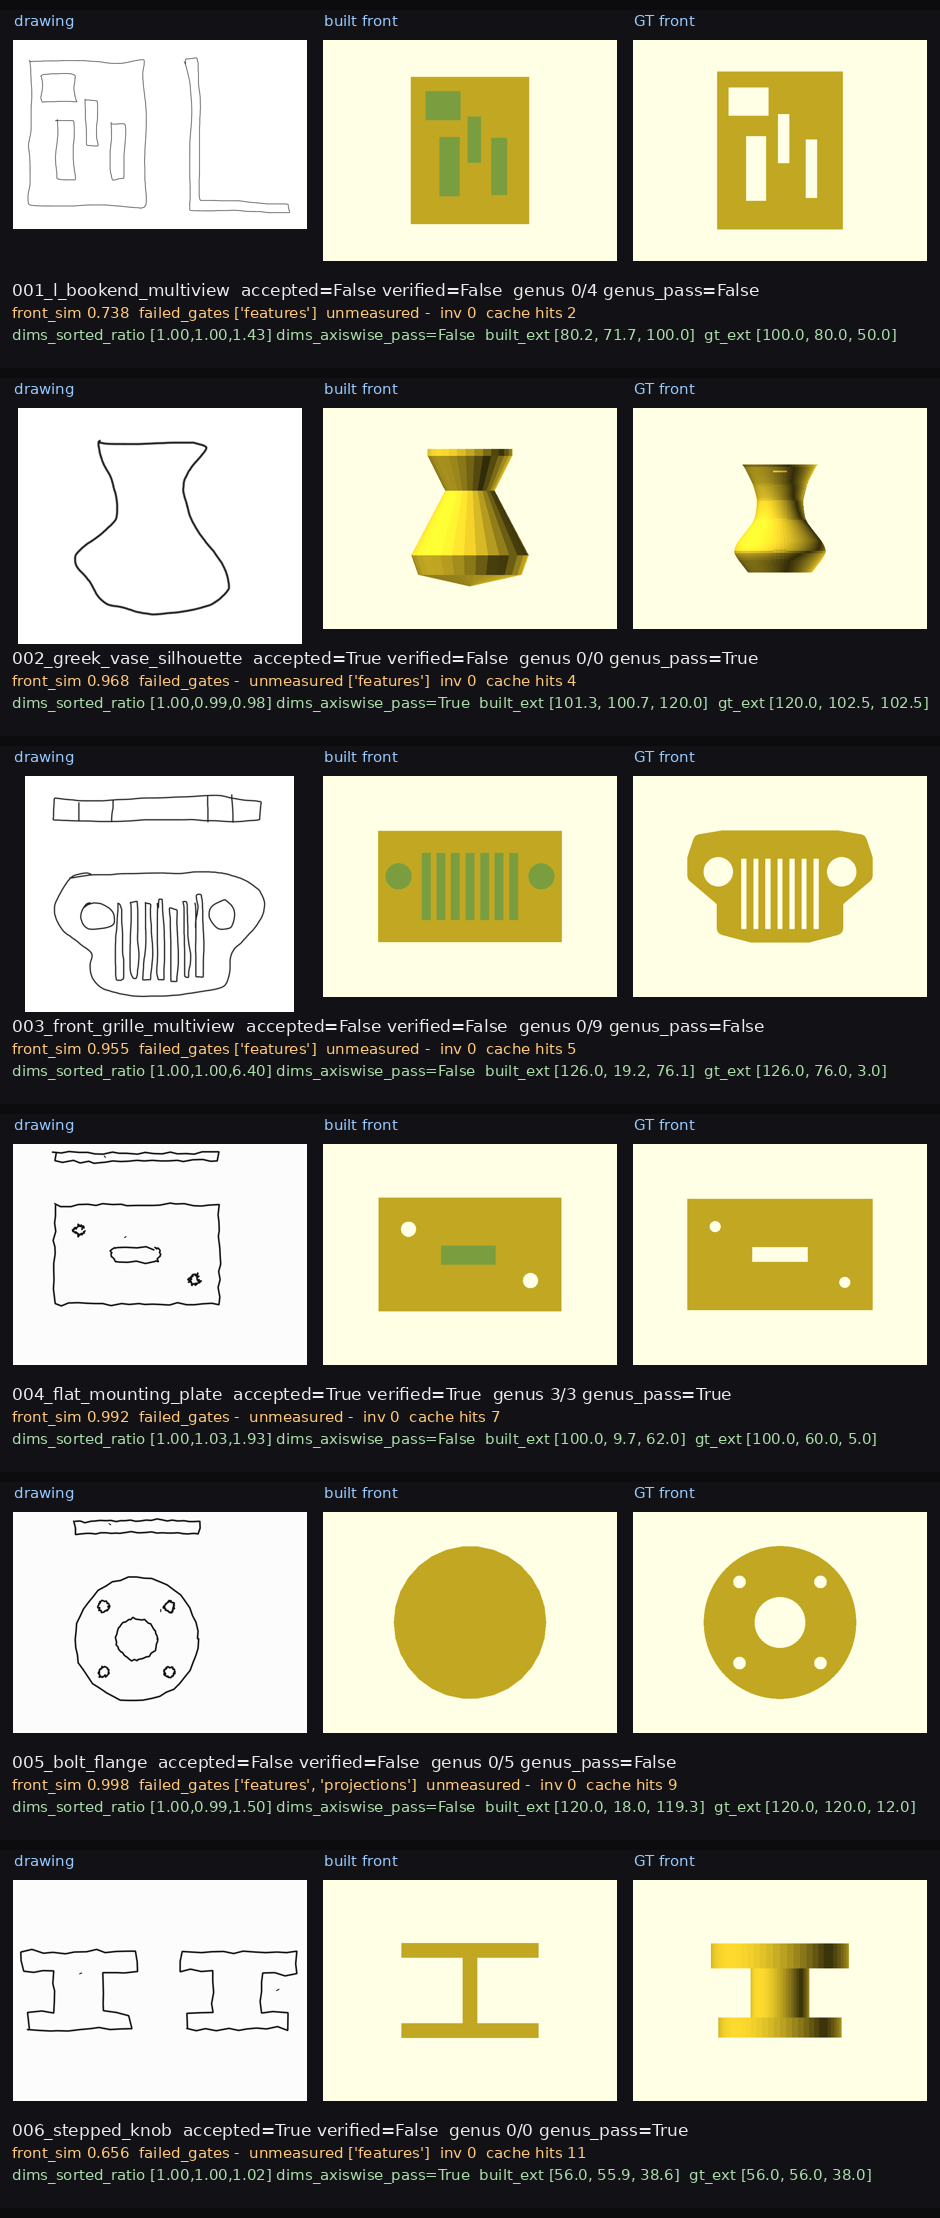 drawing built front GT front
001_l_bookend_multiview accepted=False verified=False genus 0/4 genus_pass=False
front_sim 0.738 failed_gates ['features'] unmeasured - inv 0 cache hits 2
dims_sorted_ratio [1.00,1.00,1.43] dims_axiswise_pass=False built_ext [80.2, 71.7, 100.0] gt_ext [100.0, 80.0, 50.0]
drawing built front GT front
002_greek_vase_silhouette accepted=True verified=False genus 0/0 genus_pass=True
front_sim 0.968 failed_gates - unmeasured ['features'] inv 0 cache hits 4
dims_sorted_ratio [1.00,0.99,0.98] dims_axiswise_pass=True built_ext [101.3, 100.7, 120.0] gt_ext [120.0, 102.5, 102.5]
drawing built front GT front
003_front_grille_multiview accepted=False verified=False genus 0/9 genus_pass=False
front_sim 0.955 failed_gates ['features'] unmeasured - inv 0 cache hits 5
dims_sorted_ratio [1.00,1.00,6.40] dims_axiswise_pass=False built_ext [126.0, 19.2, 76.1] gt_ext [126.0, 76.0, 3.0]
drawing built front GT front
004_flat_mounting_plate accepted=True verified=True genus 3/3 genus_pass=True
front_sim 0.992 failed_gates - unmeasured - inv 0 cache hits 7
dims_sorted_ratio [1.00,1.03,1.93] dims_axiswise_pass=False built_ext [100.0, 9.7, 62.0] gt_ext [100.0, 60.0, 5.0]
drawing built front GT front
005_bolt_flange accepted=False verified=False genus 0/5 genus_pass=False
front_sim 0.998 failed_gates ['features', 'projections'] unmeasured - inv 0 cache hits 9
dims_sorted_ratio [1.00,0.99,1.50] dims_axiswise_pass=False built_ext [120.0, 18.0, 119.3] gt_ext [120.0, 120.0, 12.0]
drawing built front GT front
006_stepped_knob accepted=True verified=False genus 0/0 genus_pass=True
front_sim 0.656 failed_gates - unmeasured ['features'] inv 0 cache hits 11
dims_sorted_ratio [1.00,1.00,1.02] dims_axiswise_pass=True built_ext [56.0, 55.9, 38.6] gt_ext [56.0, 56.0, 38.0]